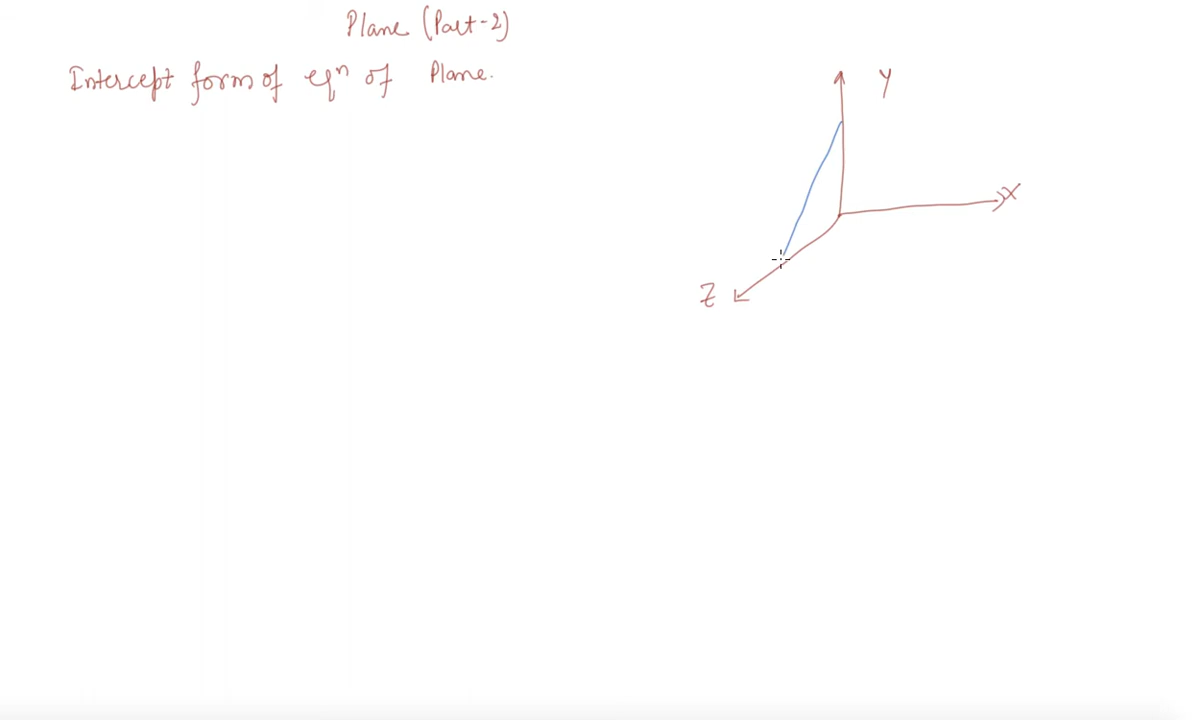 Plane (Part-2)
Intercept form of eqn of Plane.
Y
X
Z